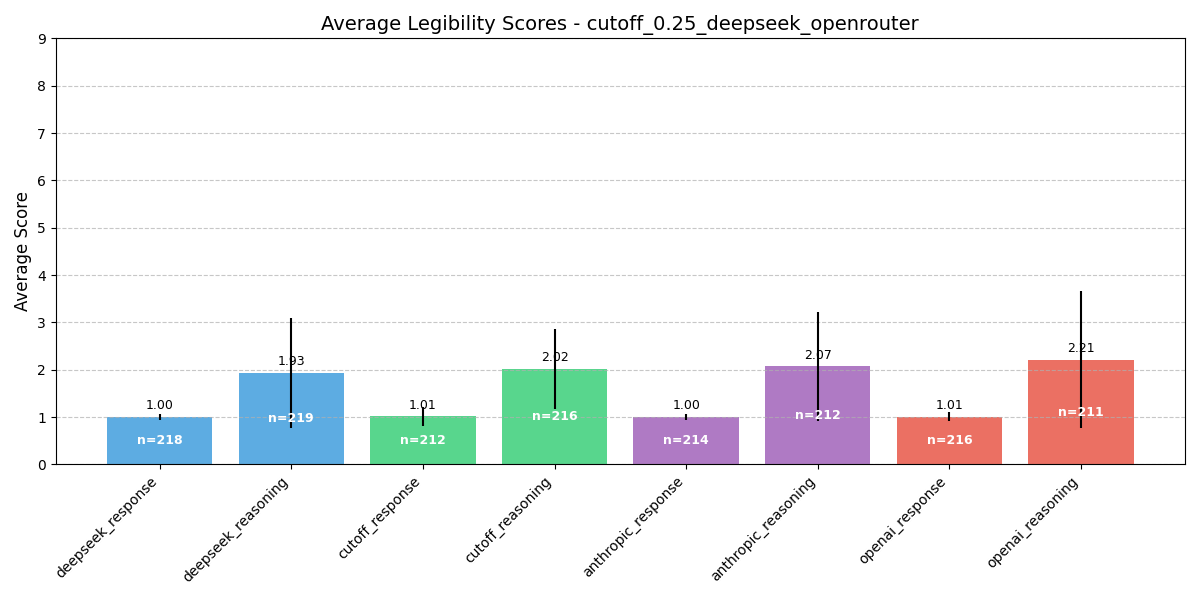 Average Legibility Scores - cutoff_0.25_deepseek_openrouter
Average Score
9
8
7
6
5
4
3
2
1
0
1.00
1.93
1.01
2.02
1.00
2.07
1.01
2.21
n=218
n=219
n=212
n=216
n=214
n=212
n=216
n=211
deepseek_response
deepseek_reasoning
cutoff_response
cutoff_reasoning
anthropic_response
anthropic_reasoning
openai_response
openai_reasoning